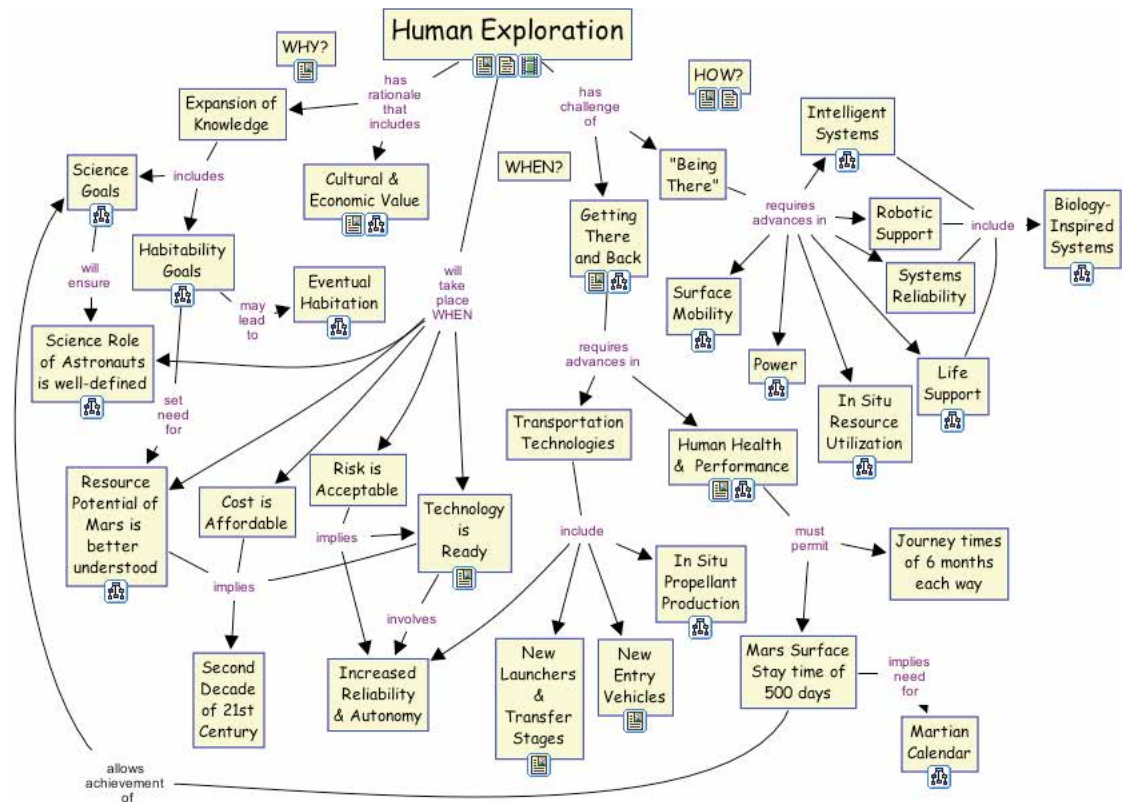 Human Exploration
WHY?
has
rationale
that
includes
has
challenge
of
HOW?
Expansion of
Knowledge
Intelligent
Systems
Science
Goals
includes
Cultural &
Economic Value
WHEN?
"Being
There"
requires
advances in
Robotic
Support
include
Biology-
Inspired
Systems
Getting
There
and Back
Habitability
Goals
will
ensure
Eventual
Habitation
may
lead
to
will
take
place
WHEN
Surface
Mobility
Systems
Reliability
Science Role
of Astronauts
is well-defined
requires
advances in
Power
Life
Support
In Situ
Resource
Utilization
set
need
for
Transportation
Technologies
Human Health
& Performance
Resource
Potential of
Mars is
better
understood
Cost is
Affordable
Risk is
Acceptable
Technology
is
Ready
implies
include
must
permit
Journey times
of 6 months
each way
In Situ
Propellant
Production
implies
involves
Second
Decade
of 21st
Century
Increased
Reliability
& Autonomy
New
Launchers
&
Transfer
Stages
New
Entry
Vehicles
Mars Surface
Stay time of
500 days
implies
need
for
Martian
Calendar
allows
achievement
of